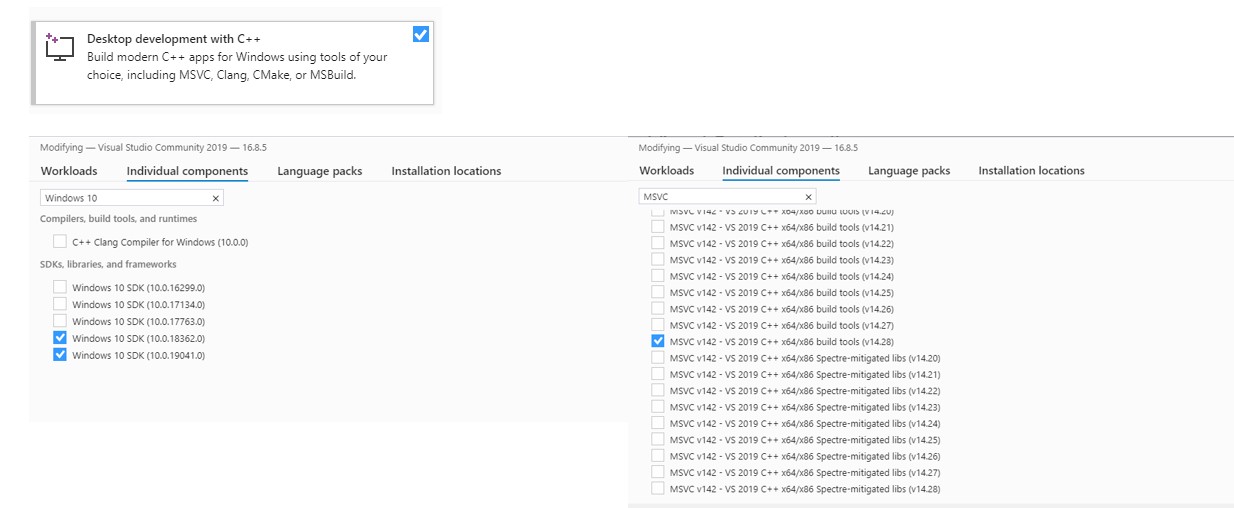 Desktop development with C++
Build modern C++ apps for Windows using tools of your
choice, including MSVC, Clang, CMake, or MSBuild.
Modifying — Visual Studio Community 2019 — 16.8.5
Workloads Individual components Language packs Installation locations
Windows 10
Compilers, build tools, and runtimes
C++ Clang Compiler for Windows (10.0.0)
SDKs, libraries, and frameworks
Windows 10 SDK (10.0.16299.0)
Windows 10 SDK (10.0.17134.0)
Windows 10 SDK (10.0.17763.0)
Windows 10 SDK (10.0.18362.0)
Windows 10 SDK (10.0.19041.0)
Modifying — Visual Studio Community 2019 — 16.8.5
Workloads Individual components Language packs Installation locations
MSVC
MSVC v142 - VS 2019 C++ x64/x86 build tools (v14.20)
MSVC v142 - VS 2019 C++ x64/x86 build tools (v14.21)
MSVC v142 - VS 2019 C++ x64/x86 build tools (v14.22)
MSVC v142 - VS 2019 C++ x64/x86 build tools (v14.23)
MSVC v142 - VS 2019 C++ x64/x86 build tools (v14.24)
MSVC v142 - VS 2019 C++ x64/x86 build tools (v14.25)
MSVC v142 - VS 2019 C++ x64/x86 build tools (v14.26)
MSVC v142 - VS 2019 C++ x64/x86 build tools (v14.27)
MSVC v142 - VS 2019 C++ x64/x86 build tools (v14.28)
MSVC v142 - VS 2019 C++ x64/x86 Spectre-mitigated libs (v14.20)
MSVC v142 - VS 2019 C++ x64/x86 Spectre-mitigated libs (v14.21)
MSVC v142 - VS 2019 C++ x64/x86 Spectre-mitigated libs (v14.22)
MSVC v142 - VS 2019 C++ x64/x86 Spectre-mitigated libs (v14.23)
MSVC v142 - VS 2019 C++ x64/x86 Spectre-mitigated libs (v14.24)
MSVC v142 - VS 2019 C++ x64/x86 Spectre-mitigated libs (v14.25)
MSVC v142 - VS 2019 C++ x64/x86 Spectre-mitigated libs (v14.26)
MSVC v142 - VS 2019 C++ x64/x86 Spectre-mitigated libs (v14.27)
MSVC v142 - VS 2019 C++ x64/x86 Spectre-mitigated libs (v14.28)